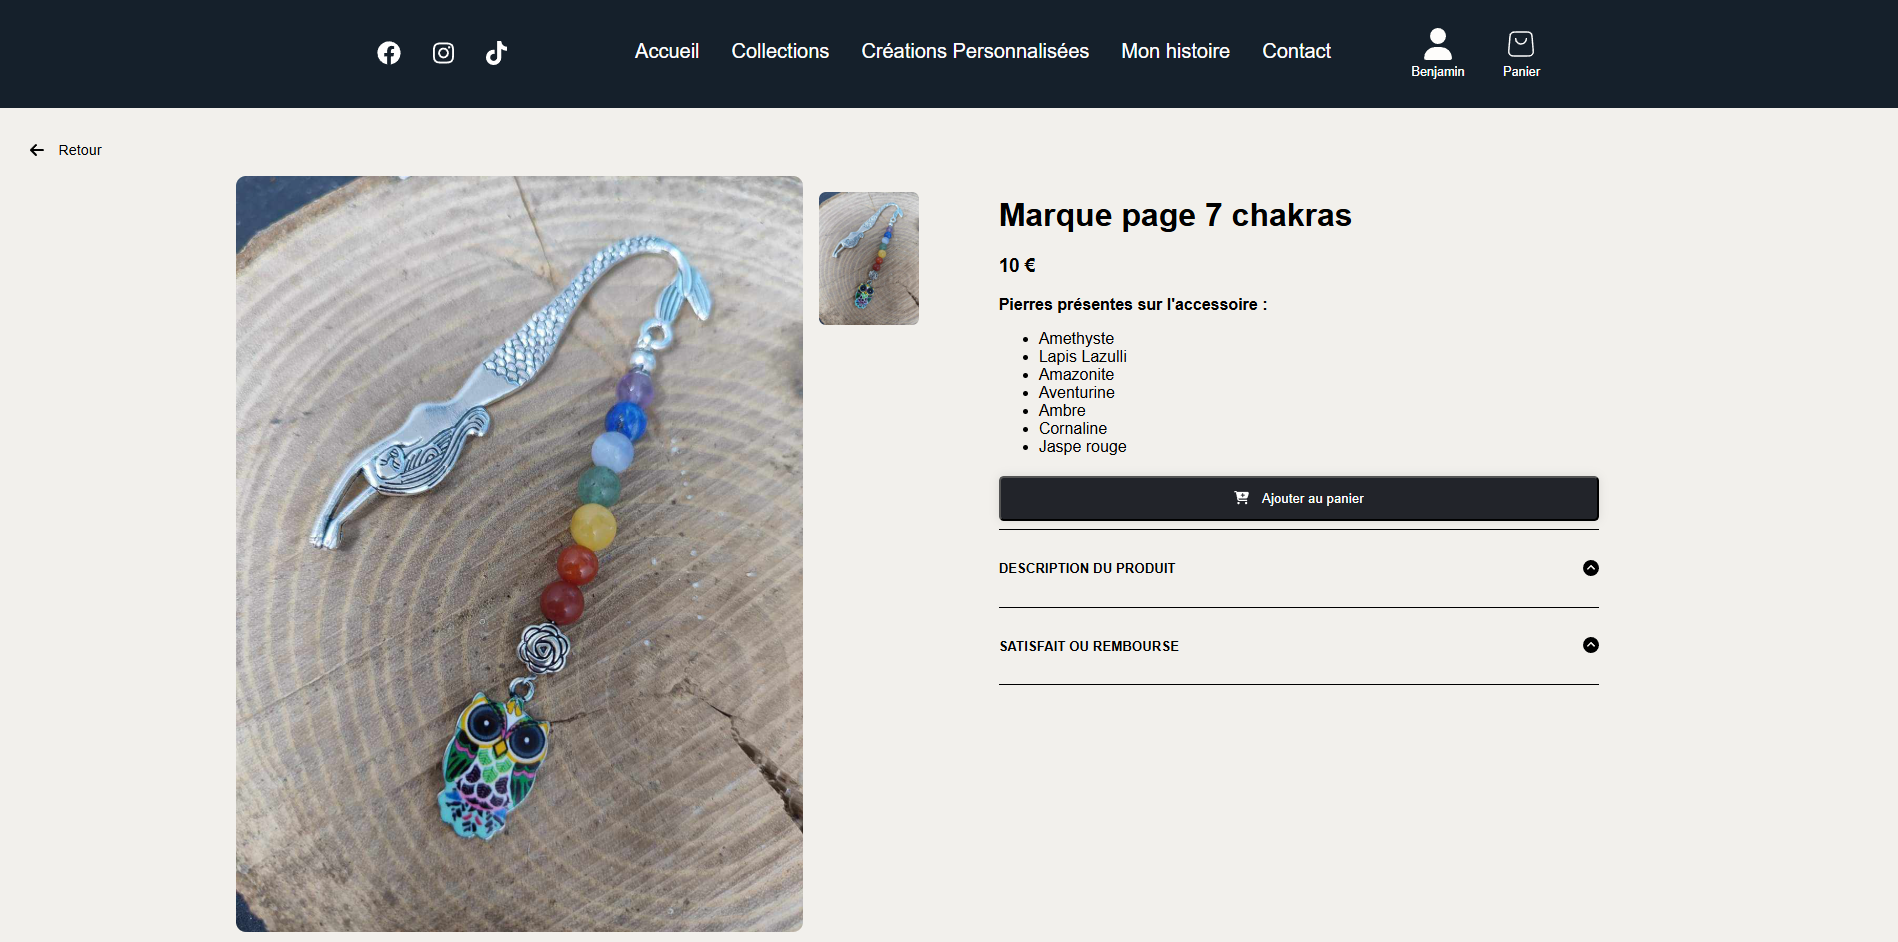 Accueil Collections Créations Personnalisées Mon histoire Contact
Benjamin Panier
Retour
Marque page 7 chakras
10 €
Pierres présentes sur l'accessoire :
Amethyste
Lapis Lazulli
Amazonite
Aventurine
Ambre
Cornaline
Jaspe rouge
Ajouter au panier
DESCRIPTION DU PRODUIT
SATISFAIT OU REMBOURSE